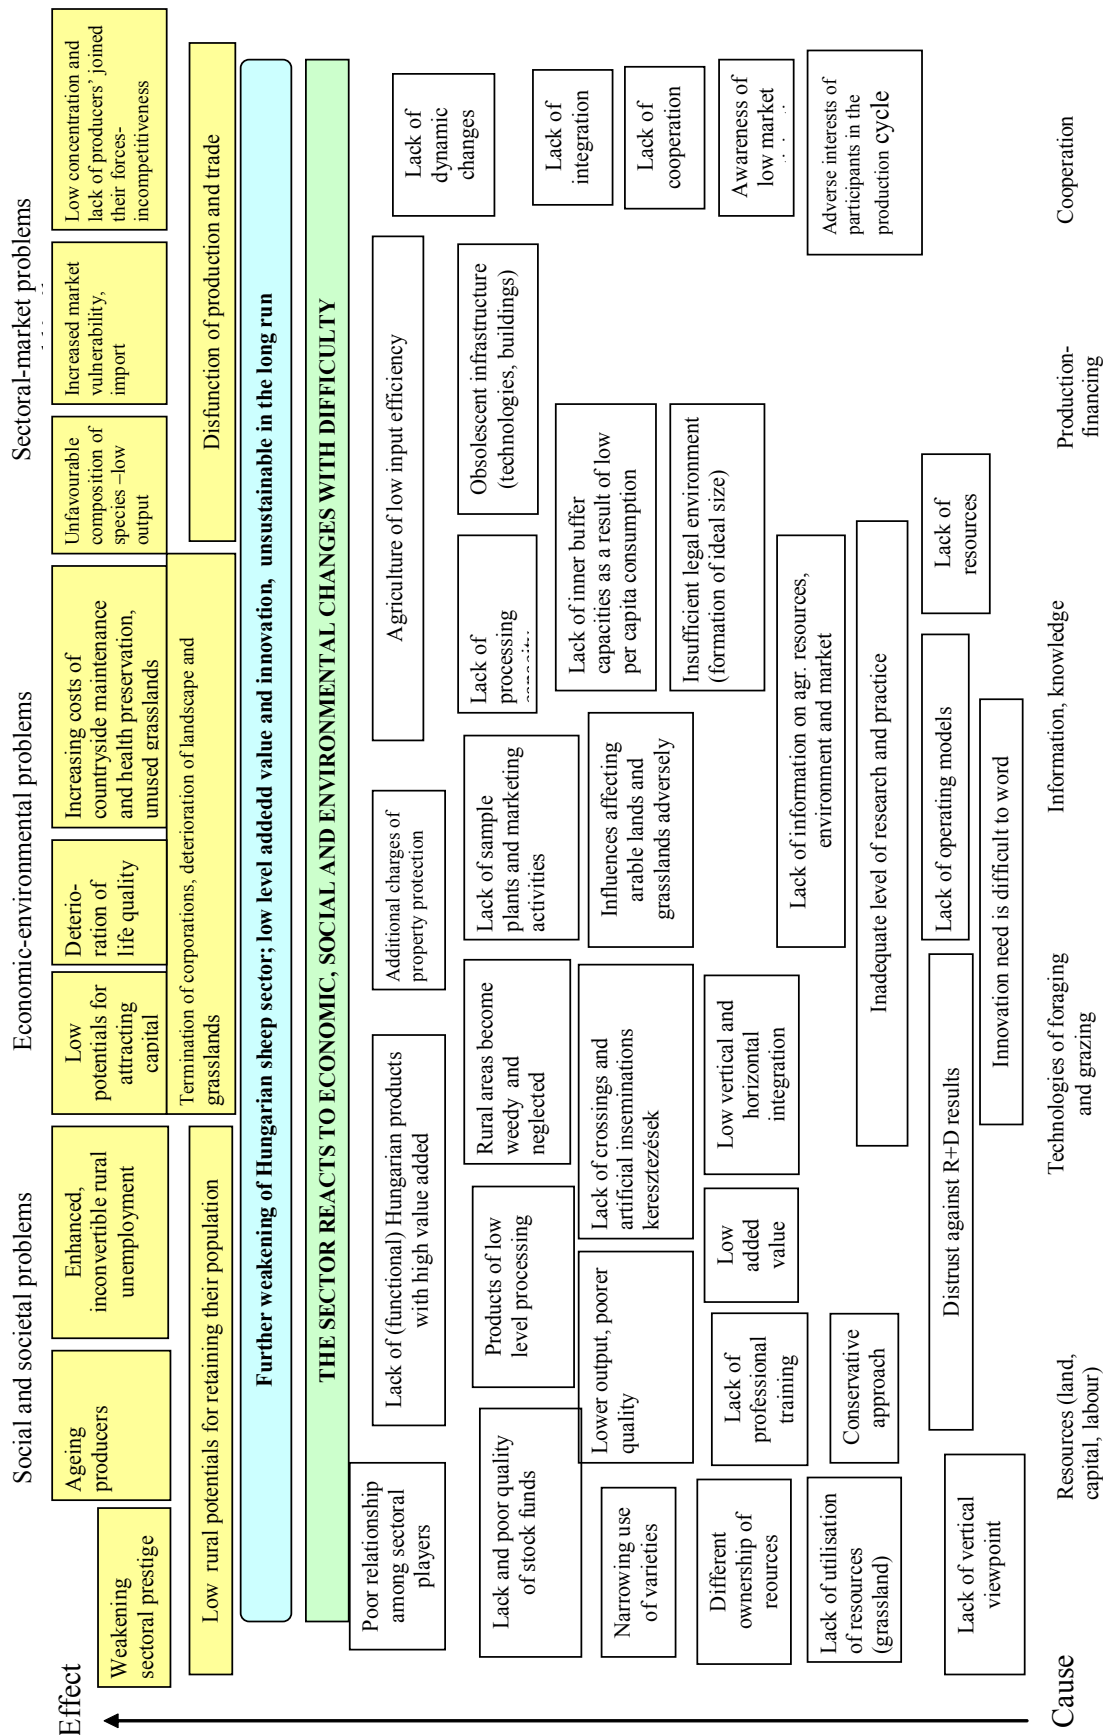 Effect
Social and societal problems
Economic-environmental problems
Sectoral-market problems
Weakening
sectoral prestige
Ageing
producers
Enhanced,
inconvertible rural
unemployment
Low
potentials for
attracting
capital
Deterio-
ration of
life quality
Increasing costs of
countryside maintenance
and health preservation,
unused grasslands
Unfavourable
composition of
species –low
output
Increased market
vulnerability,
import
Low concentration and
lack of producers’ joined
their forces-
incompetitiveness
Low rural potentials for retaining their population
Termination of corporations, deterioration of landscape and
grasslands
Disfunction of production and trade
Further weakening of Hungarian sheep sector; low level addedd value and innovation, unsustainable in the long run
THE SECTOR REACTS TO ECONOMIC, SOCIAL AND ENVIRONMENTAL CHANGES WITH DIFFICULTY
Poor relationship
among sectoral
players
Lack of (functional) Hungarian products
with high value added
Additional charges of
property protection
Agriculture of low input efficiency
Lack of
dynamic
changes
Lack and poor quality
of stock funds
Products of low
level processing
Rural areas become
weedy and
neglected
Lack of sample
plants and marketing
activities
Lack of
processing
Obsolescent infrastructure
(technologies, buildings)
Lack of
integration
Narrowing use
of varieties
Lower output, poorer
quality
Lack of crossings and
artificial inseminations
keresztezések
Influences affecting
arable lands and
grasslands adversely
Lack of inner buffer
capacities as a result of low
per capita consumption
Lack of
cooperation
Different
ownership of
reources
Lack of
professional
training
Low
added
value
Low vertical and
horizontal
integration
Insufficient legal environment
(formation of ideal size)
Awareness of
low market
Lack of utilisation
of resources
(grassland)
Conservative
approach
Lack of information on agr. resources,
environment and market
Adverse interests of
participants in the
production cycle
Inadequate level of research and practice
Lack of vertical
viewpoint
Distrust against R+D results
Lack of operating models
Lack of
resources
Innovation need is difficult to word
Cause
Resources (land,
capital, labour)
Technologies of foraging
and grazing
Information, knowledge
Production-
financing
Cooperation